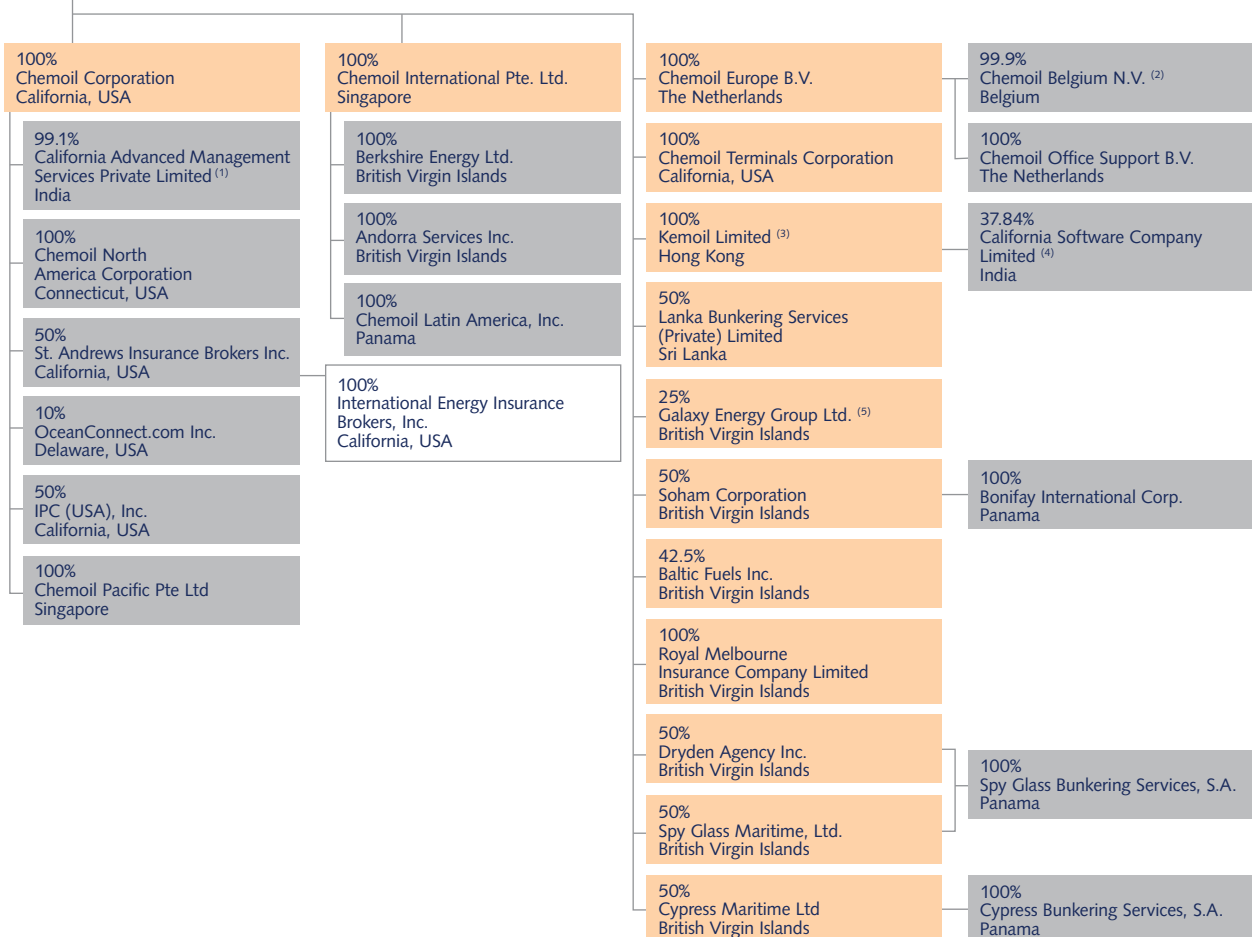 100%
Chemoil Corporation
California, USA
99.1%
California Advanced Management
Services Private Limited (1)
India
100%
Chemoil North
America Corporation
Connecticut, USA
50%
St. Andrews Insurance Brokers Inc.
California, USA
10%
OceanConnect.com Inc.
Delaware, USA
50%
IPC (USA), Inc.
California, USA
100%
Chemoil Pacific Pte Ltd
Singapore
100%
Chemoil International Pte. Ltd.
Singapore
100%
Berkshire Energy Ltd.
British Virgin Islands
100%
Andorra Services Inc.
British Virgin Islands
100%
Chemoil Latin America, Inc.
Panama
100%
International Energy Insurance
Brokers, Inc.
California, USA
100%
Chemoil Europe B.V.
The Netherlands
100%
Chemoil Terminals Corporation
California, USA
100%
Kemoil Limited (3)
Hong Kong
50%
Lanka Bunkering Services
(Private) Limited
Sri Lanka
25%
Galaxy Energy Group Ltd. (5)
British Virgin Islands
50%
Soham Corporation
British Virgin Islands
42.5%
Baltic Fuels Inc.
British Virgin Islands
100%
Royal Melbourne
Insurance Company Limited
British Virgin Islands
50%
Dryden Agency Inc.
British Virgin Islands
50%
Spy Glass Maritime, Ltd.
British Virgin Islands
50%
Cypress Maritime Ltd
British Virgin Islands
99.9%
Chemoil Belgium N.V. (2)
Belgium
100%
Chemoil Office Support B.V.
The Netherlands
37.84%
California Software Company
Limited (4)
India
100%
Bonifay International Corp.
Panama
100%
Spy Glass Bunkering Services, S.A.
Panama
100%
Cypress Bunkering Services, S.A.
Panama